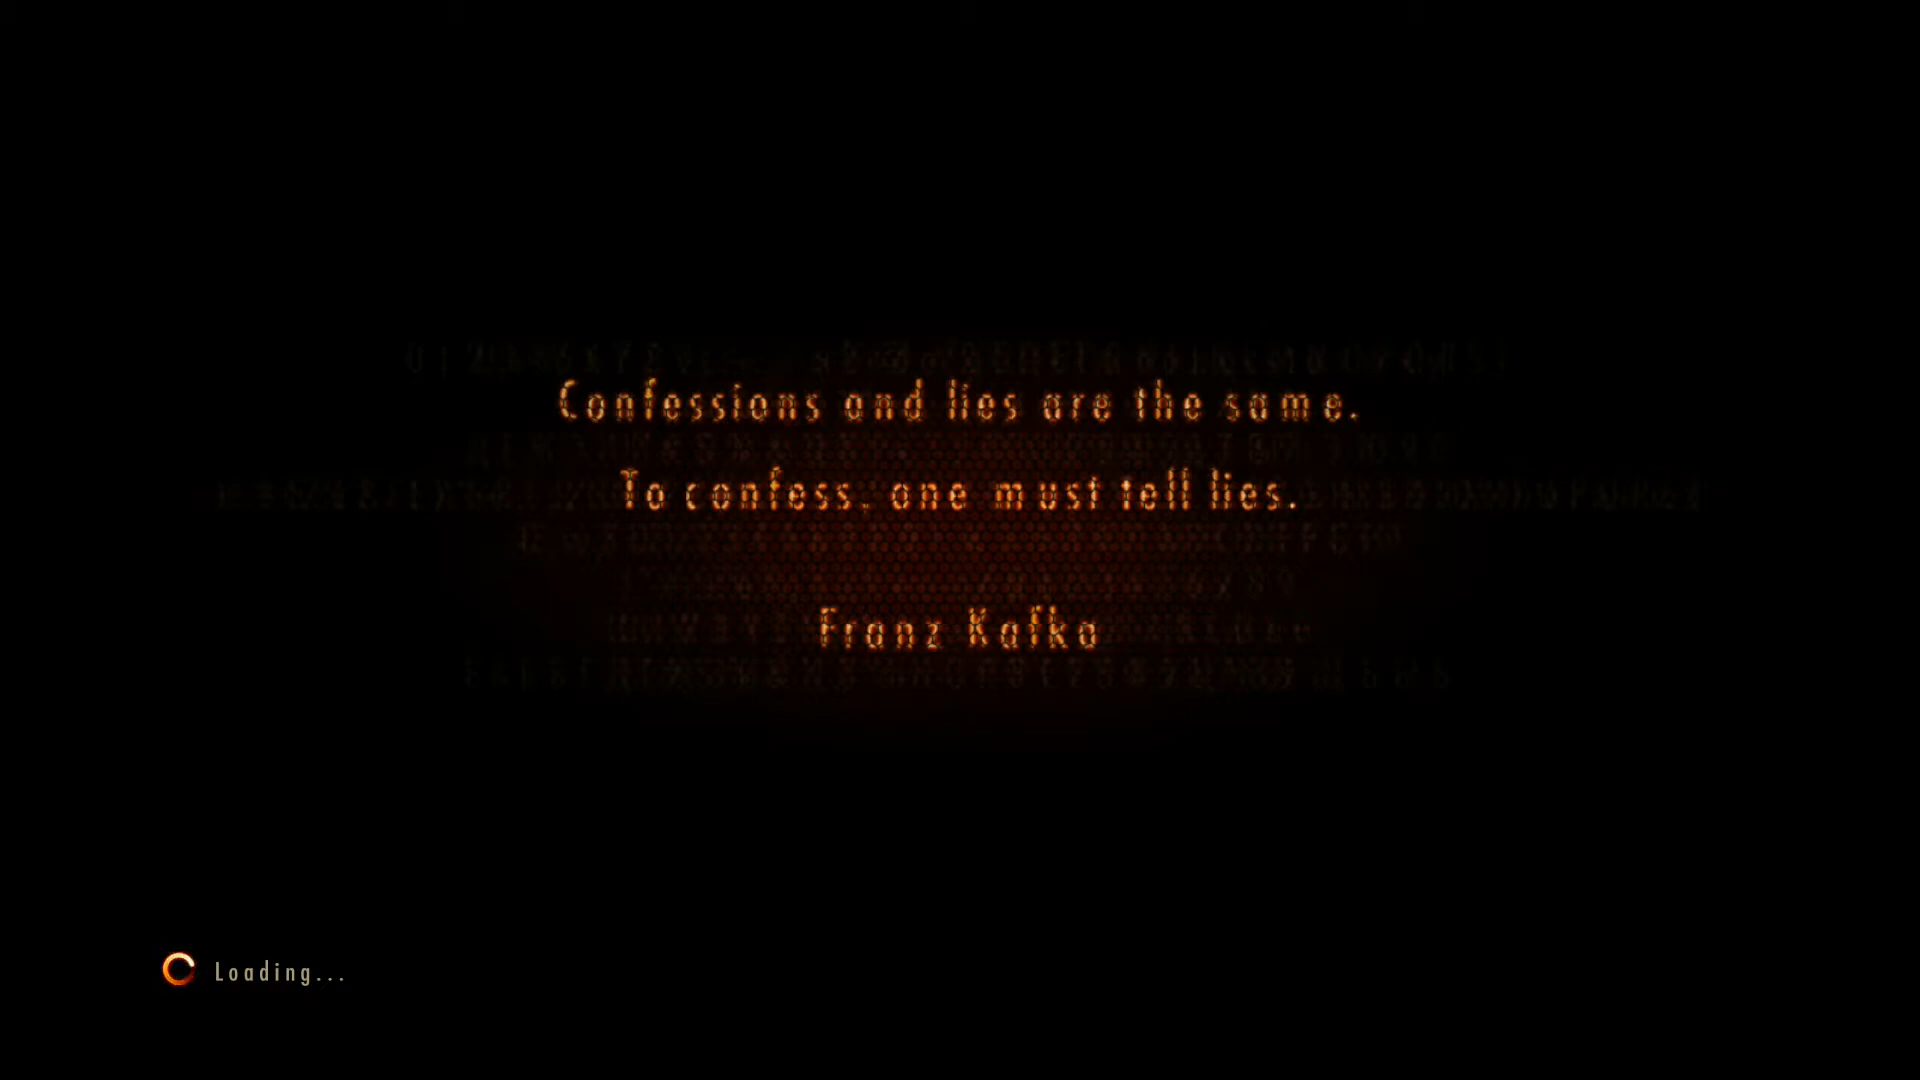 Confessions and lies are the same.
To confess, one must tell lies.
Franz Kafka
Loading...